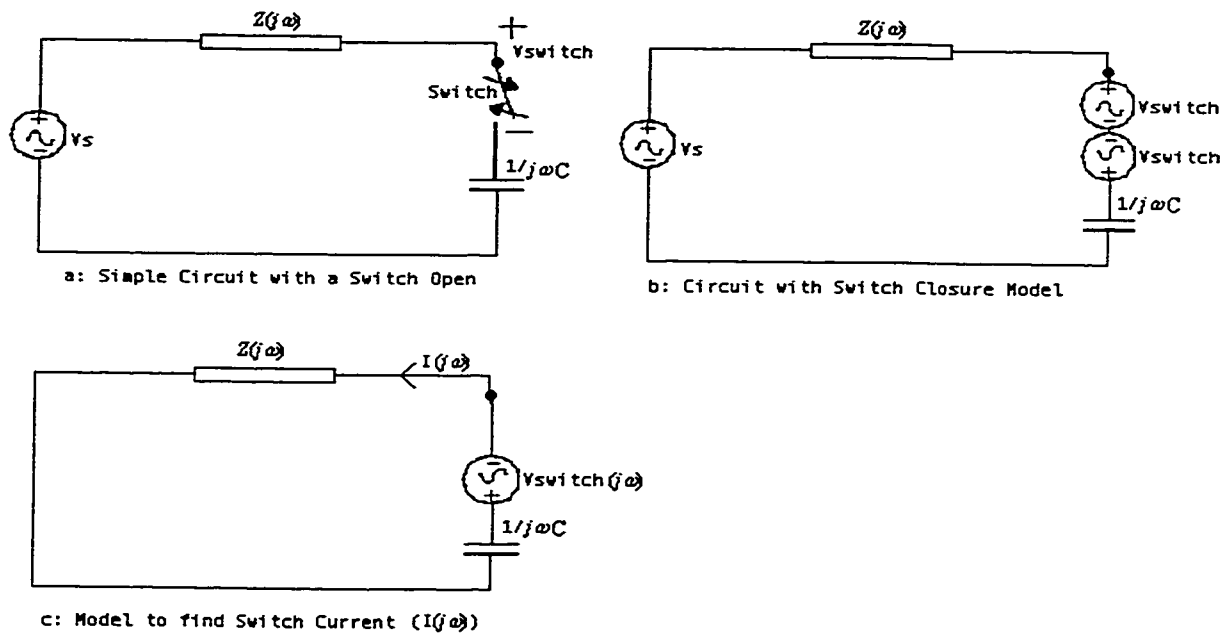 Z(jω)
+
Vswitch
Switch
Vs
−
1/jωC
a: Simple Circuit with a Switch Open
Z(jω)
+
−
Vswitch
Vs
−
+
Vswitch
1/jωC
b: Circuit with Switch Closure Model
Z(jω)
I(jω)
−
+
Vswitch(jω)
1/jωC
c: Model to find Switch Current (I(jω))